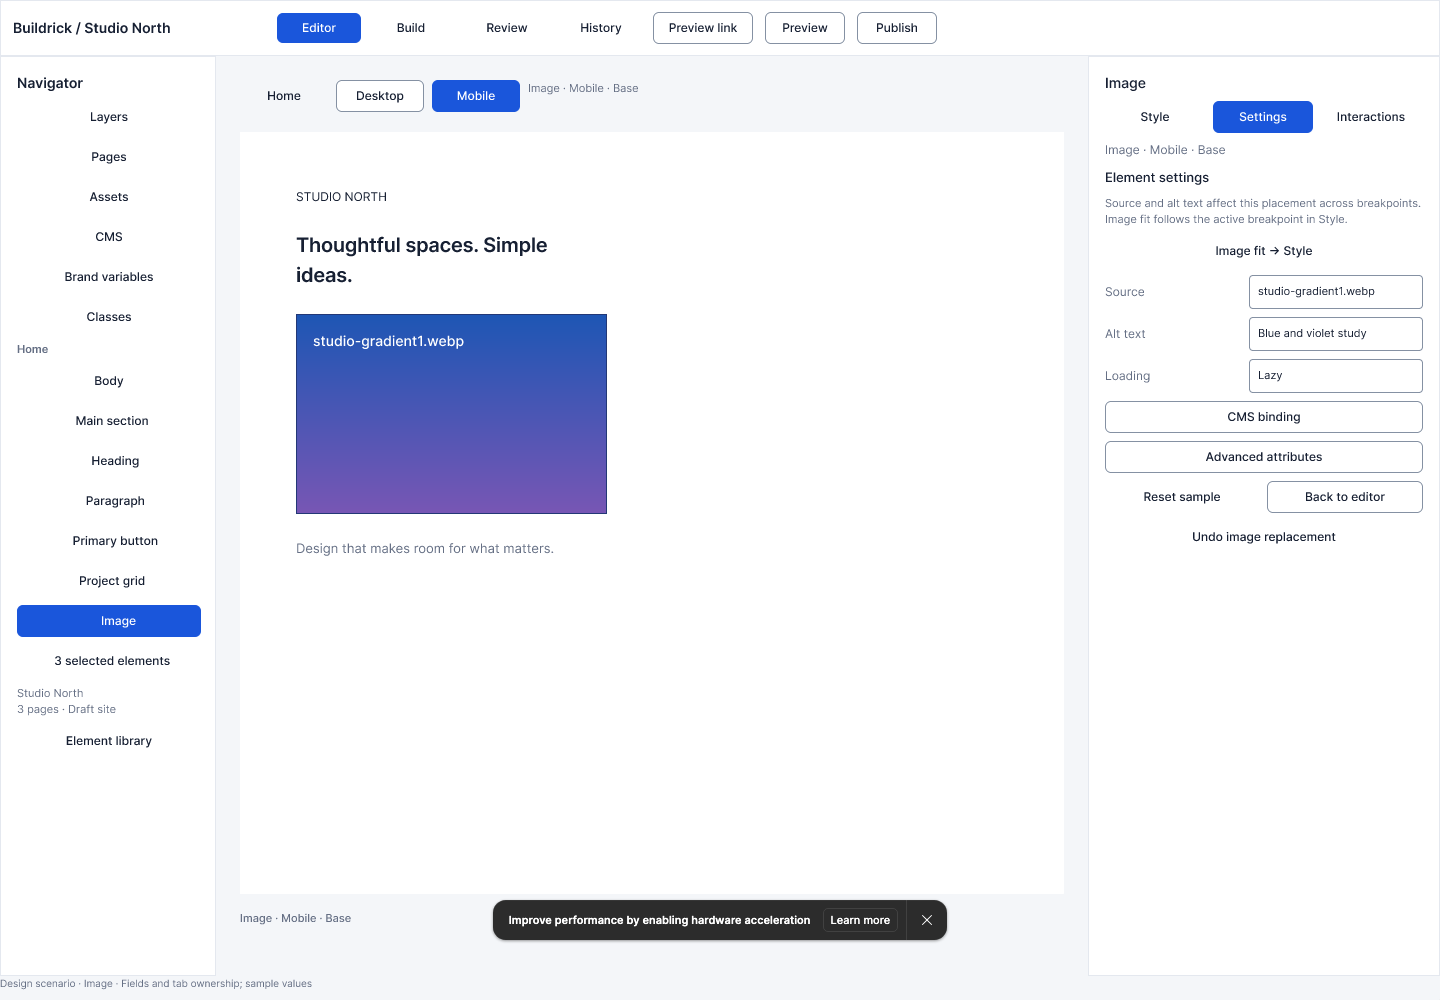 Buildrick / Studio North
Editor
Build
Review
History
Preview link
Preview
Publish
Navigator
Layers
Pages
Assets
CMS
Brand variables
Classes
Home
Body
Main section
Heading
Paragraph
Primary button
Project grid
Image
3 selected elements
Studio North
3 pages · Draft site
Element library
Home
Desktop
Mobile
Image · Mobile · Base
STUDIO NORTH
Thoughtful spaces. Simple
ideas.
studio-gradient1.webp
Design that makes room for what matters.
Image · Mobile · Base
Improve performance by enabling hardware acceleration
Learn more
Image
Style
Settings
Interactions
Image · Mobile · Base
Element settings
Source and alt text affect this placement across breakpoints.
Image fit follows the active breakpoint in Style.
Image fit → Style
Source
studio-gradient1.webp
Alt text
Blue and violet study
Loading
Lazy
CMS binding
Advanced attributes
Reset sample
Back to editor
Undo image replacement
Design scenario · Image · Fields and tab ownership; sample values